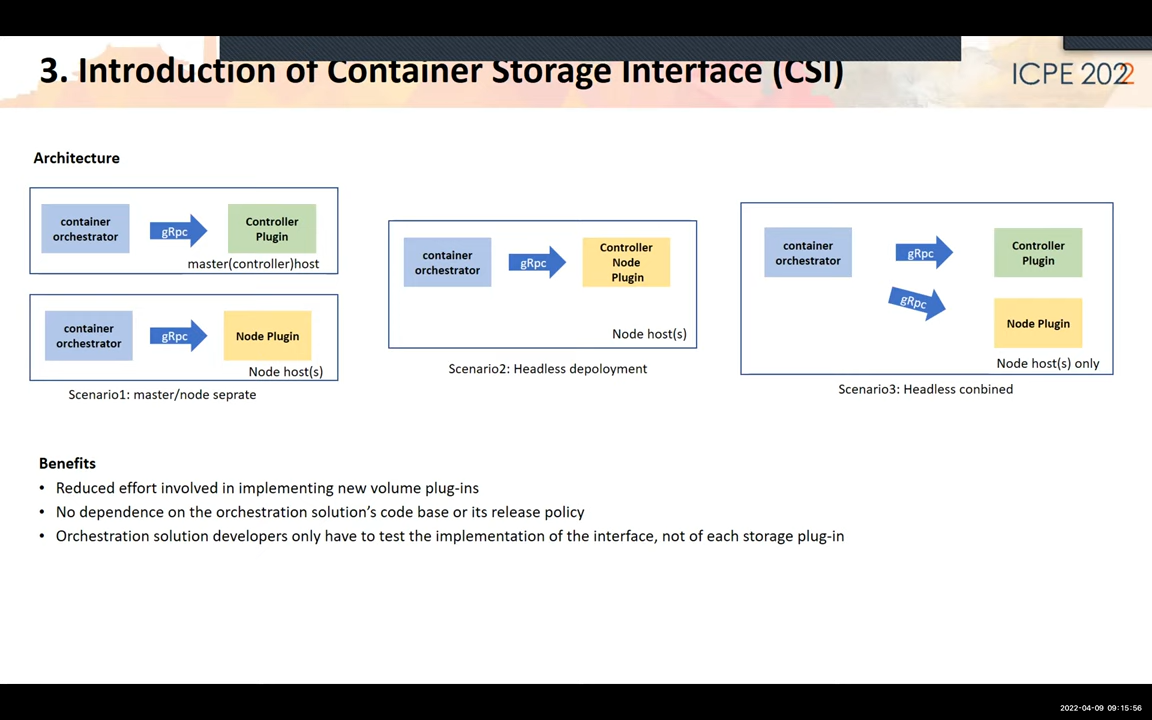 3. Introduction of Container Storage Interface (CSI)
ICPE 2022
Architecture
container
orchestrator
gRpc
Controller
Plugin
master(controller)host
container
orchestrator
gRpc
Node Plugin
Node host(s)
Scenario1: master/node seprate
container
orchestrator
gRpc
Controller
Node
Plugin
Node host(s)
Scenario2: Headless depoloyment
container
orchestrator
gRpc
gRpc
Controller
Plugin
Node Plugin
Node host(s) only
Scenario3: Headless conbined
Benefits
• Reduced effort involved in implementing new volume plug-ins
• No dependence on the orchestration solution’s code base or its release policy
• Orchestration solution developers only have to test the implementation of the interface, not of each storage plug-in
2022-04-09 09:15:56